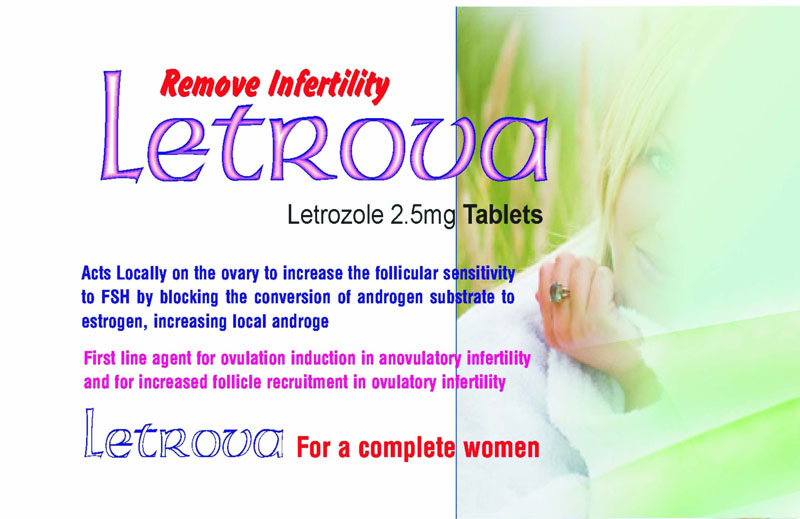 Remove Infertility
Letrova
Letrozole 2.5mg Tablets
Acts Locally on the ovary to increase the follicular sensitivity
to FSH by blocking the conversion of androgen substrate to
estrogen, increasing local androge
First line agent for ovulation induction in anovulatory infertility
and for increased follicle recruitment in ovulatory infertility
Letrova For a complete women